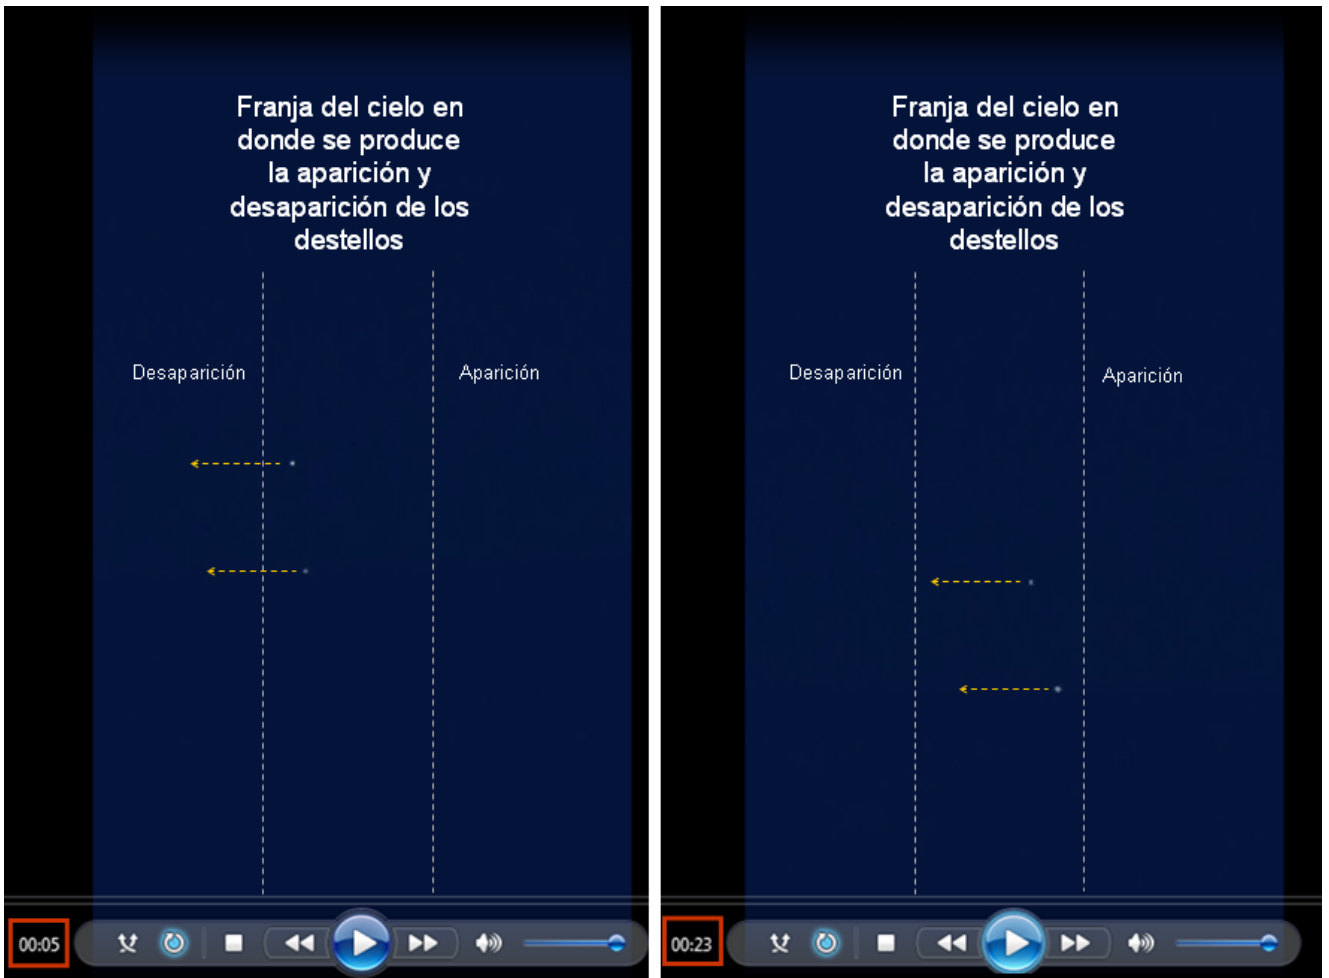 Franja del cielo en
donde se produce
la aparición y
desaparición de los
destellos
Desaparición
Aparición
00:05
Franja del cielo en
donde se produce
la aparición y
desaparición de los
destellos
Desaparición
Aparición
00:23